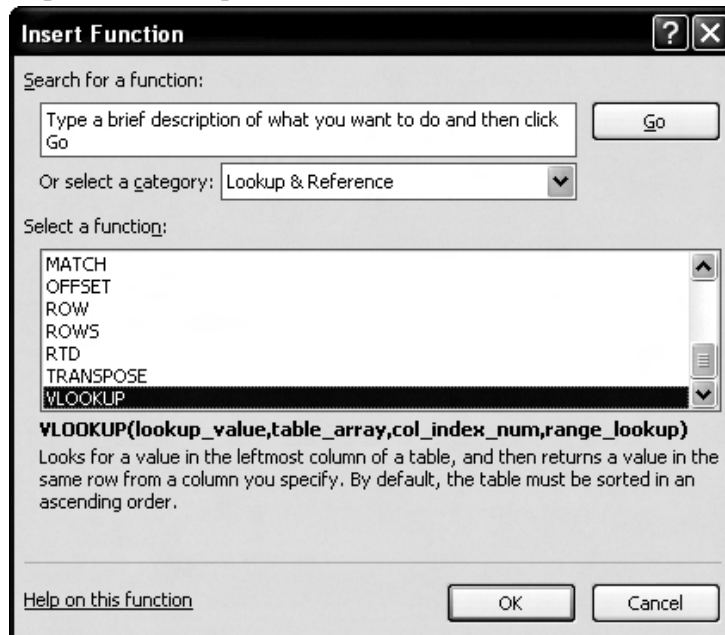 Insert Function
Search for a function:
Type a brief description of what you want to do and then click
Go
Go
Or select a category: Lookup & Reference
Select a function:
MATCH
OFFSET
ROW
ROWS
RTD
TRANSPOSE
VLOOKUP
VLOOKUP(lookup_value,table_array,col_index_num,range_lookup)
Looks for a value in the leftmost column of a table, and then returns a value in the
same row from a column you specify. By default, the table must be sorted in an
ascending order.
Help on this function
OK
Cancel